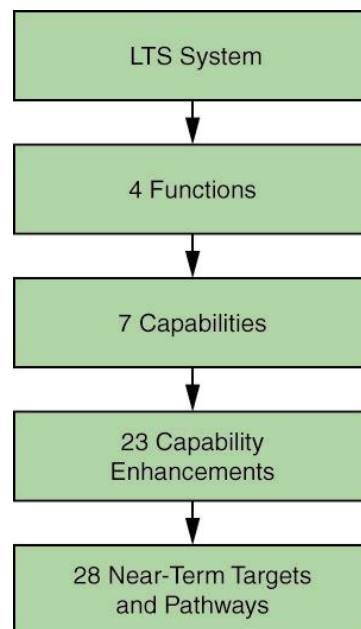 LTS System
4 Functions
7 Capabilities
23 Capability
Enhancements
28 Near-Term Targets
and Pathways